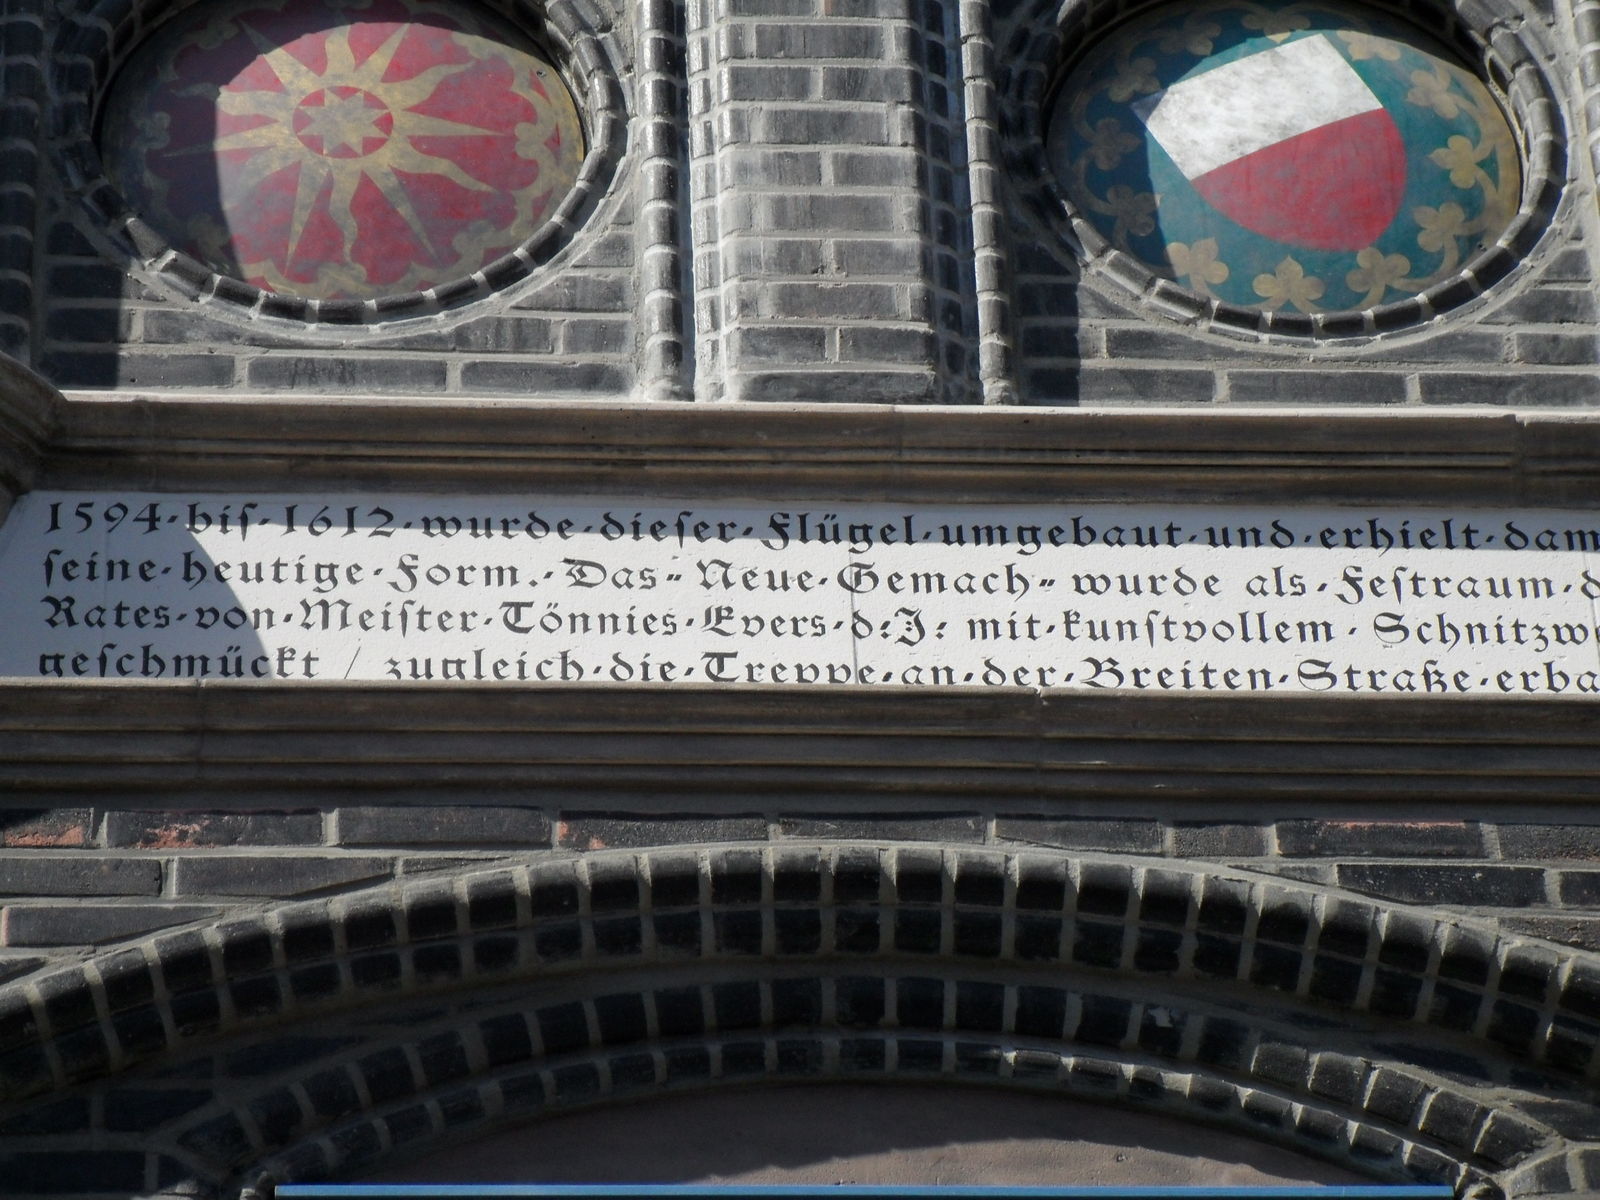 1594·biſ·1612·wurde·dieſer·Flügel·umgebaut·und·erhielt·dam
ſeine·heutige·Form.·Das·"Neue·Gemach"·wurde als·Feſtraum·d
Rates·von·Meiſter·Tönnies·Evers·d:J: mit·kunſtvollem·Schnitzwe
geſchmückt / zugleich·die·Treppe·an·der·Breiten·Straße·erba